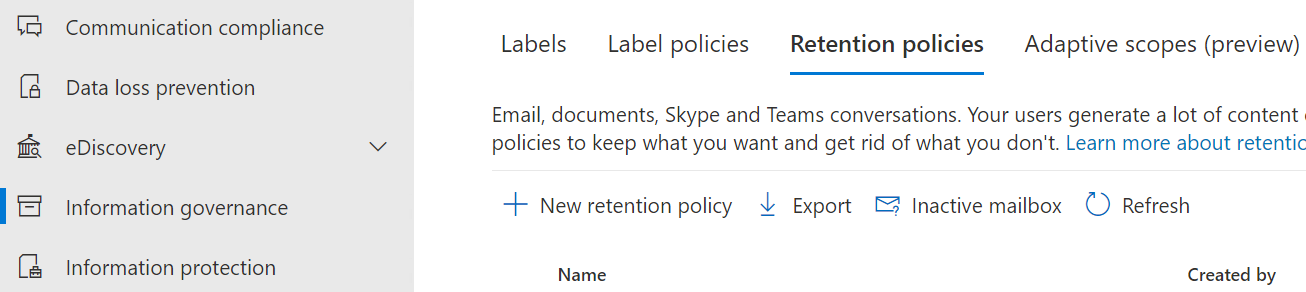 Communication compliance
Data loss prevention
eDiscovery
Information governance
Information protection
Labels Label policies Retention policies Adaptive scopes (preview)
Email, documents, Skype and Teams conversations. Your users generate a lot of content
policies to keep what you want and get rid of what you don't. Learn more about retentio
New retention policy Export Inactive mailbox Refresh
Name Created by